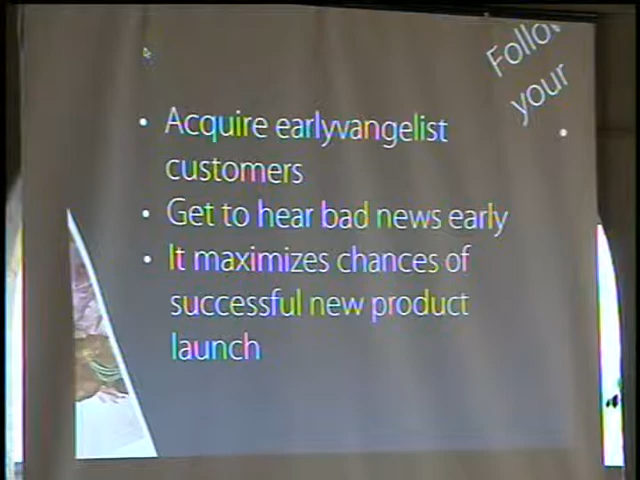 Follo
your
• Acquire earlyvangelist
customers
• Get to hear bad news early
• It maximizes chances of
successful new product
launch